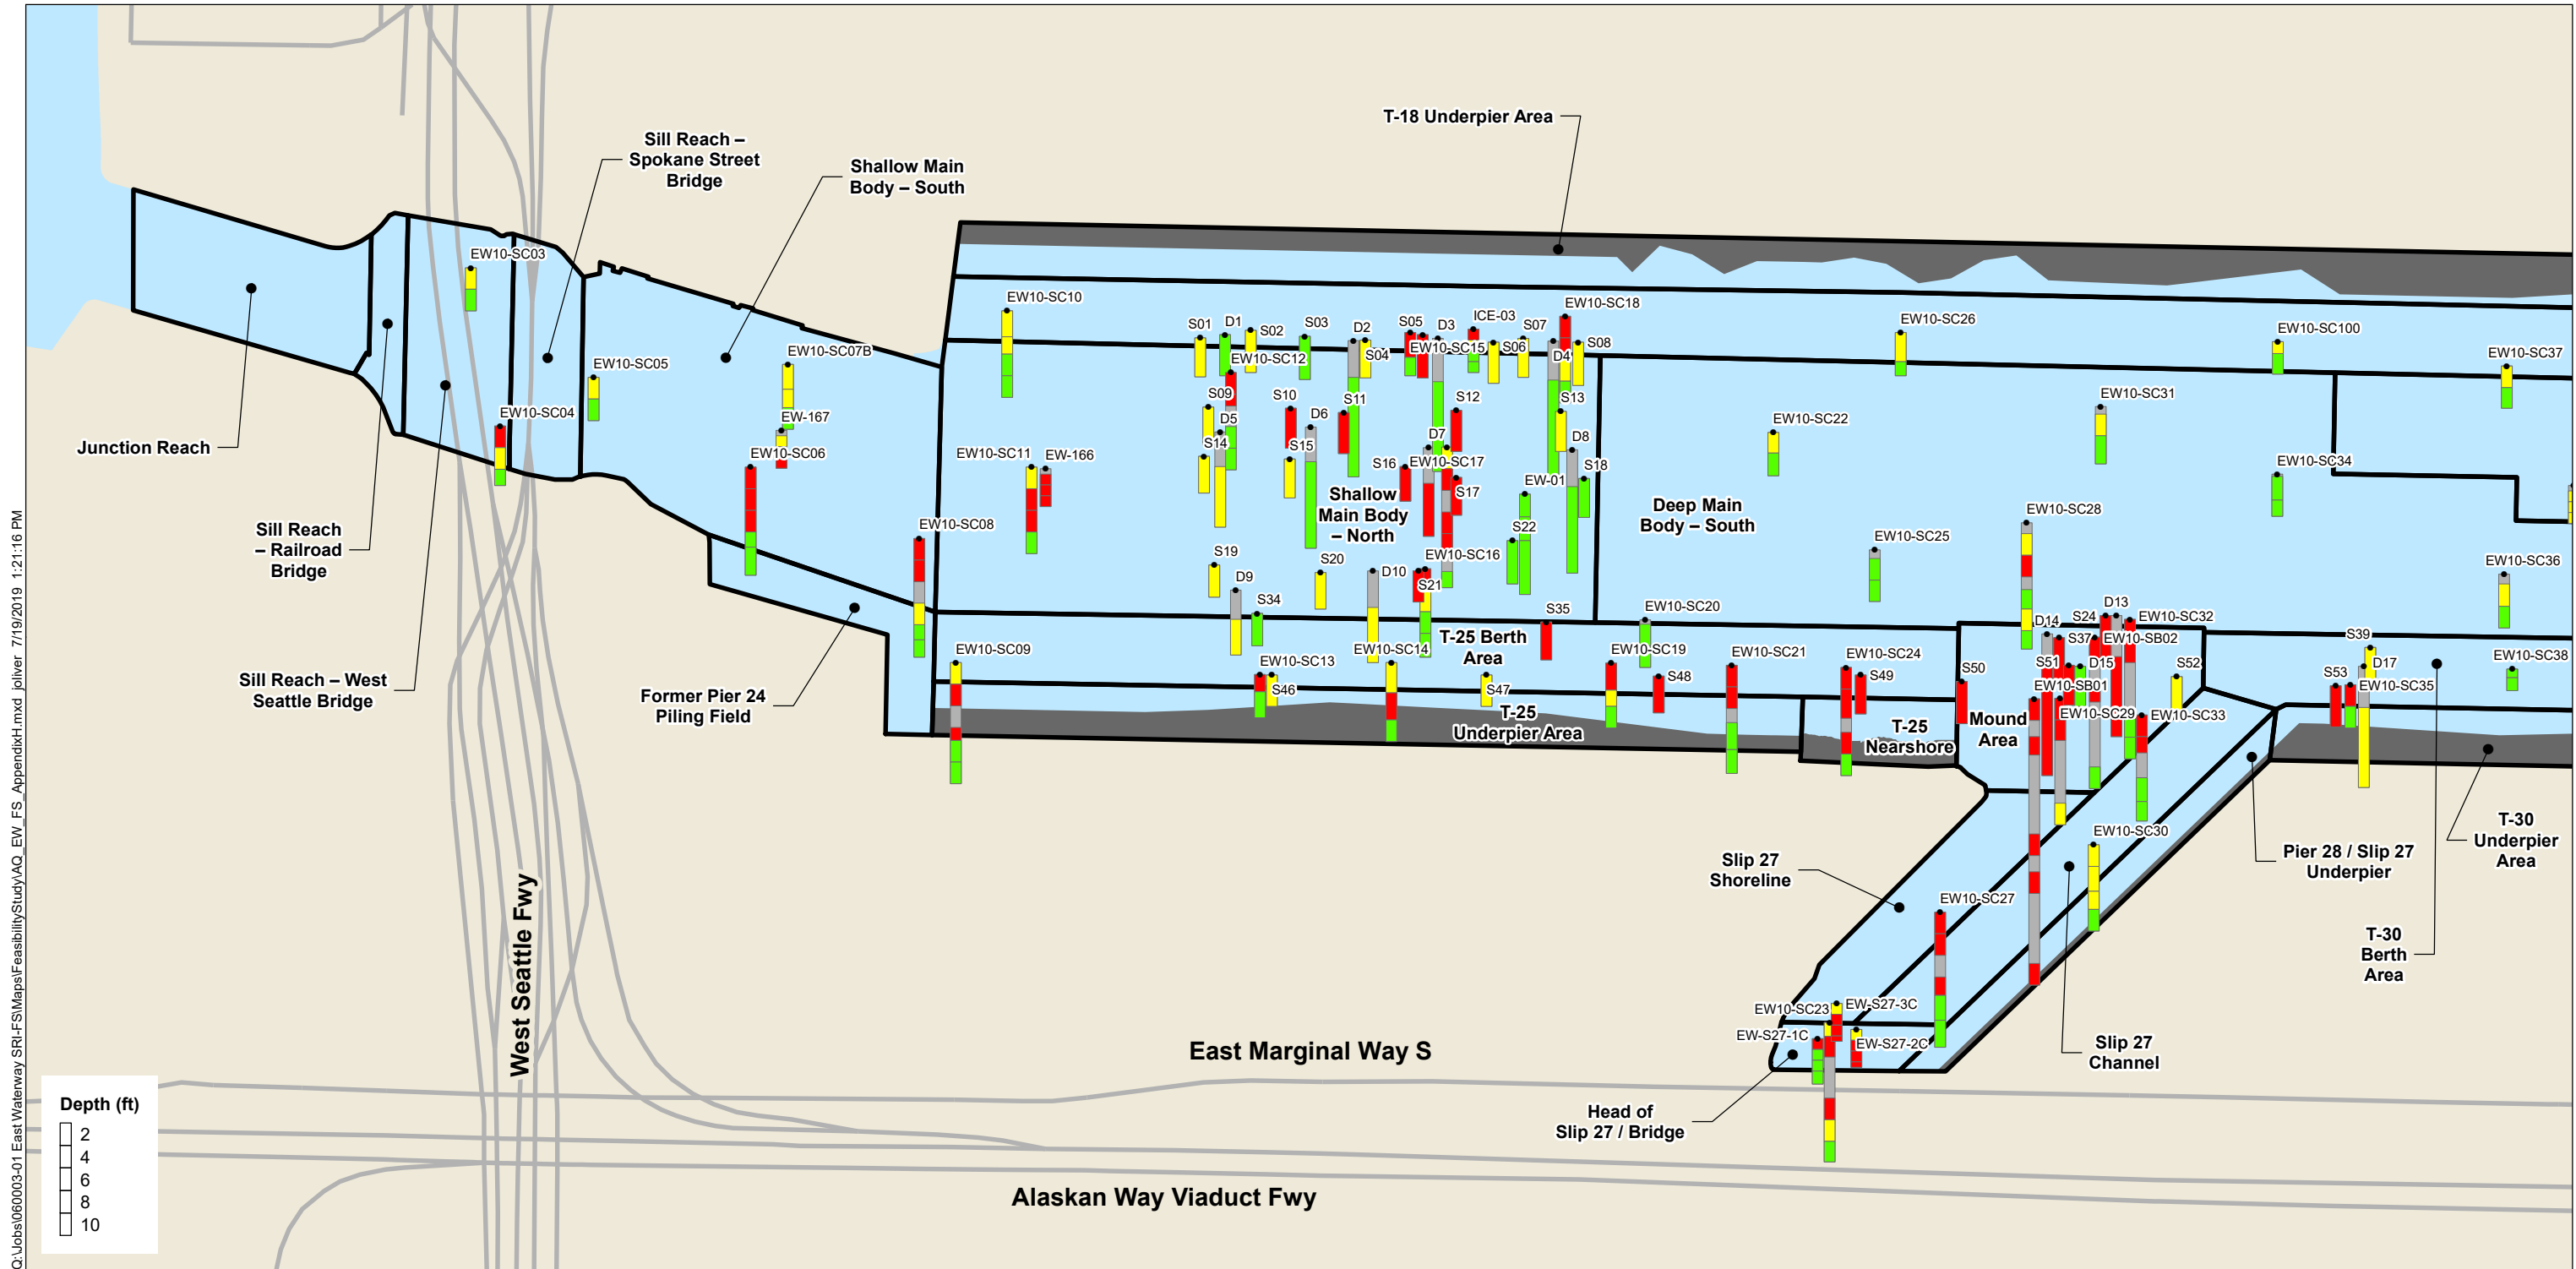 T-18 Underpier Area
Sill Reach –
Spokane Street
Bridge
Shallow Main
Body – South
EW10-SC03
EW10-SC10
EW10-SC18
S01
D1
S02
S03
D2
S04
S05
D3
ICE-03
S07
S08
EW10-SC12
EW10-SC15
S06
D4
EW10-SC26
EW10-SC100
EW10-SC37
EW10-SC05
EW10-SC07B
EW-167
EW10-SC04
EW10-SC06
S09
D5
S14
S10
D6
S15
S11
S12
D7
S13
D8
S18
EW10-SC22
EW10-SC31
Junction Reach
EW10-SC11
EW-166
S16
EW10-SC17
S17
EW-01
S22
EW10-SC34
Shallow
Main Body
– North
Deep Main
Body – South
EW10-SC28
EW10-SC08
Sill Reach
– Railroad
Bridge
EW10-SC25
EW10-SC16
EW10-SC36
S19
D9
S34
S20
D10
S21
S35
EW10-SC20
D14
S24
D13
EW10-SC32
S37
EW10-SB02
S39
T-25 Berth
Area
EW10-SC09
EW10-SC13
S46
EW10-SC14
S47
EW10-SC19
S48
EW10-SC21
EW10-SC24
S49
S50
S51
D15
S52
S53
D17
EW10-SC35
EW10-SC38
EW10-SB01
EW10-SC29
EW10-SC33
Sill Reach – West
Seattle Bridge
Former Pier 24
Piling Field
T-25
Underpier Area
T-25
Nearshore
Mound
Area
EW10-SC30
T-30
Underpier
Area
Pier 28 / Slip 27
Underpier
Slip 27
Shoreline
EW10-SC27
T-30
Berth
Area
West Seattle Fwy
EW10-SC23
EW-S27-3C
EW-S27-1C
EW-S27-2C
East Marginal Way S
Slip 27
Channel
Head of
Slip 27 / Bridge
Alaskan Way Viaduct Fwy
Depth (ft)
2
4
6
8
10
Q:\Jobs\060003-01 East Waterway SRI-FS\Maps\FeasibilityStudy\AQ_EW_FS_AppendixH.mxd joliver 7/19/2019 1:21:16 PM